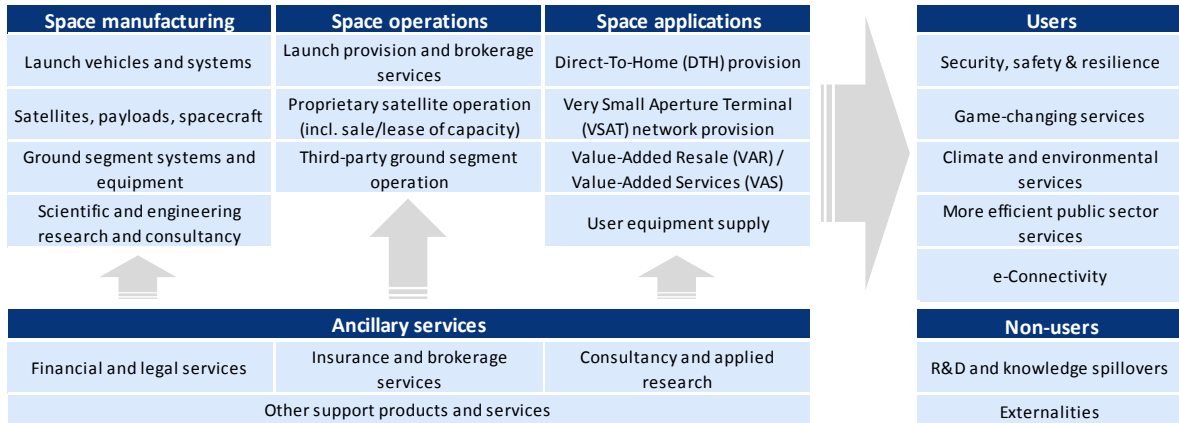 Space manufacturing
Launch vehicles and systems
Satellites, payloads, spacecraft
Ground segment systems and
equipment
Scientific and engineering
research and consultancy
Space operations
Launch provision and brokerage
services
Proprietary satellite operation
(incl. sale/lease of capacity)
Third-party ground segment
operation
Space applications
Direct-To-Home (DTH) provision
Very Small Aperture Terminal
(VSAT) network provision
Value-Added Resale (VAR) /
Value-Added Services (VAS)
User equipment supply
Users
Security, safety & resilience
Game-changing services
Climate and environmental
services
More efficient public sector
services
e-Connectivity
Ancillary services
Financial and legal services
Insurance and brokerage
services
Consultancy and applied
research
Other support products and services
Non-users
R&D and knowledge spillovers
Externalities